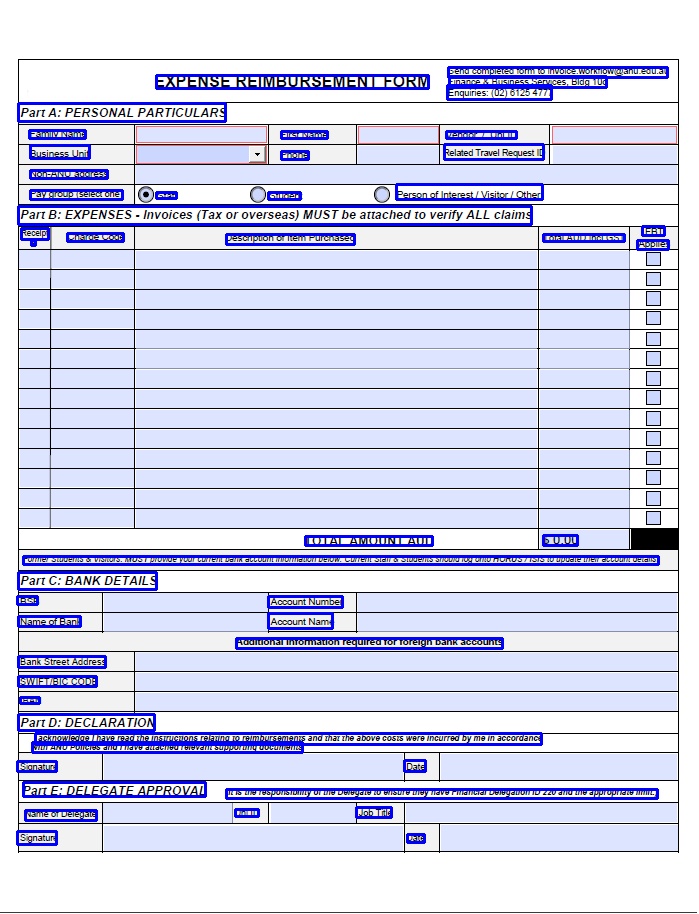 EXPENSE REIMBURSEMENT FORM
Send completed form to invoice.workflow@anu.edu.au
Finance & Business Services, Bldg 10c
Enquiries: (02) 6125 4777
Part A: PERSONAL PARTICULARS
Family Name First Name Vendor / Uni ID
Business Unit Phone Related Travel Request ID
Non-ANU address
Pay group (select one) Staff Student Person of Interest / Visitor / Other
Part B: EXPENSES - Invoices (Tax or overseas) MUST be attached to verify ALL claims
Receipt Charge Code Description of Item Purchased Total AUD incl GST FBT
Applies
TOTAL AMOUNT AUD $ 0.00
Former Students & Visitors: MUST provide your current bank account information below. Current Staff & Students should log onto HORUS / ISIS to update their account details
Part C: BANK DETAILS
BSB Account Number
Name of Bank Account Name
Additional information required for foreign bank accounts
Bank Street Address
SWIFT/BIC CODE
Part D: DECLARATION
I acknowledge I have read the instructions relating to reimbursements and that the above costs were incurred by me in accordance
with ANU Policies and I have attached relevant supporting documents
Signature Date
Part E: DELEGATE APPROVAL It is the responsibility of the Delegate to ensure they have Financial Delegation ID 220 and the appropriate limit.
Name of Delegate Uni ID Job Title
Signature Date